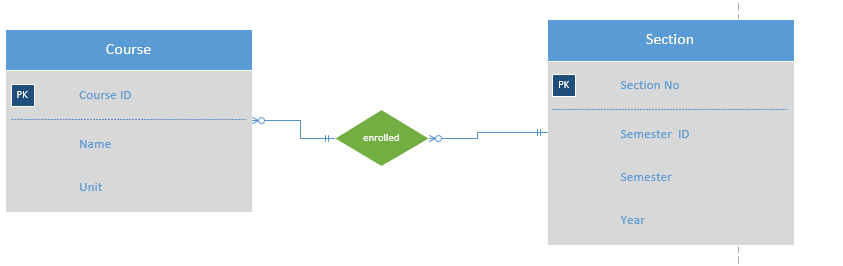 Course
PK
Course ID
Name
Unit
enrolled
Section
PK
Section No
Semester ID
Semester
Year